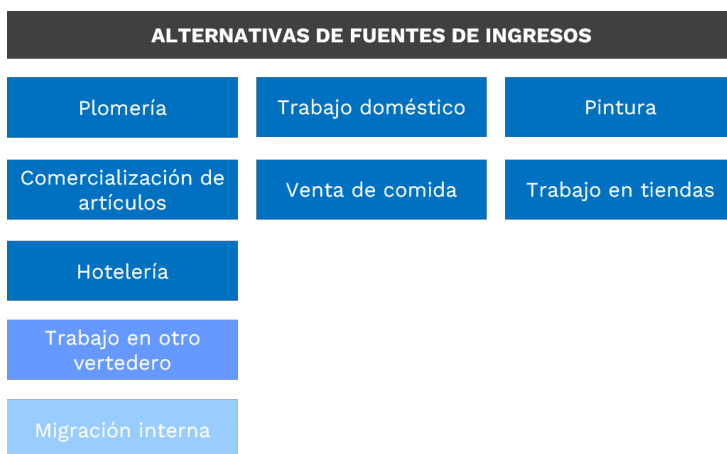 ALTERNATIVAS DE FUENTES DE INGRESOS
Plomería
Trabajo doméstico
Pintura
Comercialización de
artículos
Venta de comida
Trabajo en tiendas
Hotelería
Trabajo en otro
vertedero
Migración interna